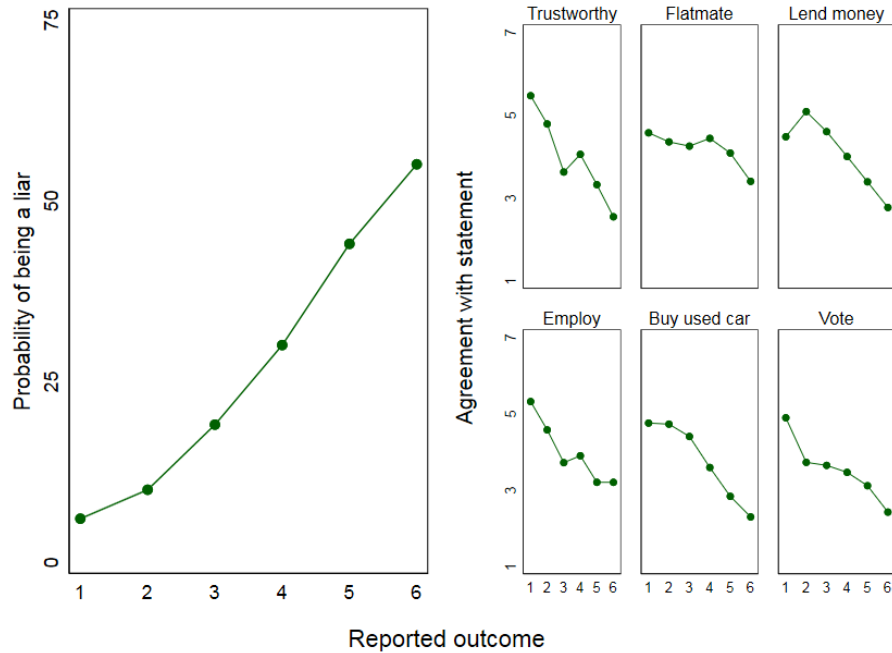 Probability of being a liar
75
50
25
0
1 2 3 4 5 6
Agreement with statement
Trustworthy Flatmate Lend money
7
5
3
1
Employ Buy used car Vote
7
5
3
1
1 2 3 4 5 6 1 2 3 4 5 6 1 2 3 4 5 6
Reported outcome